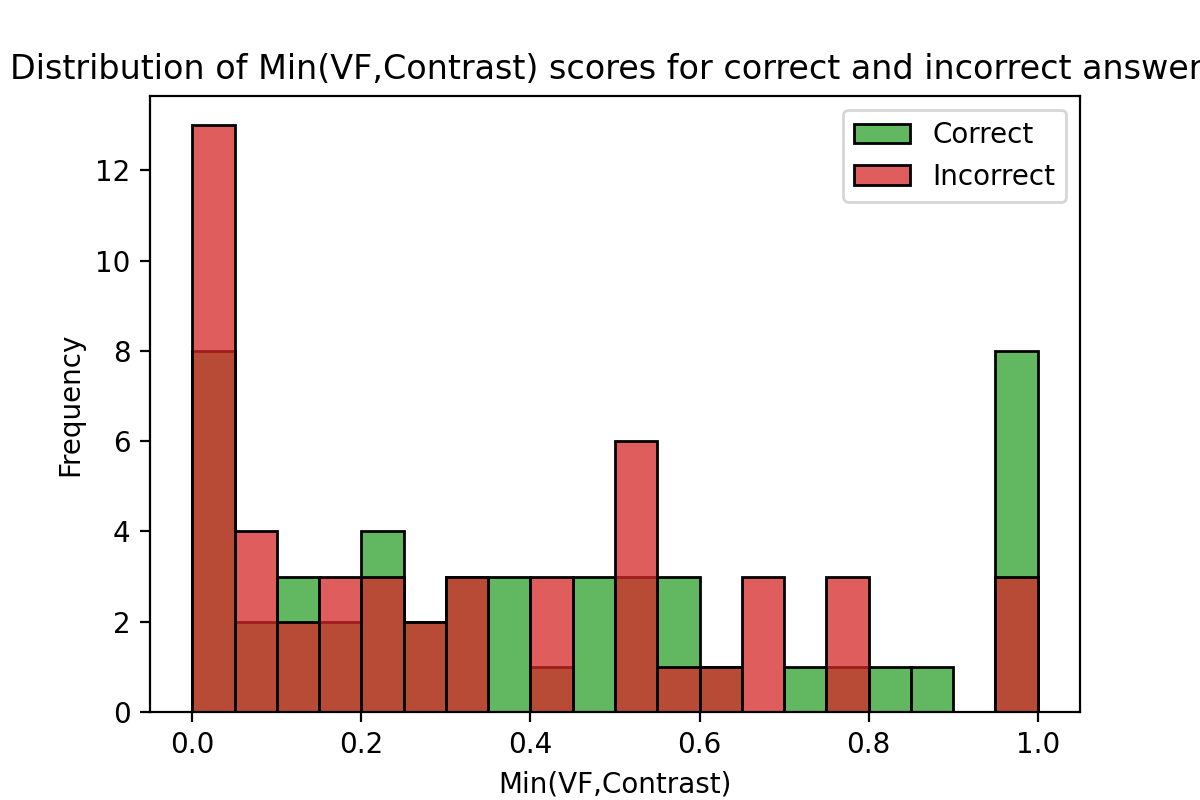 Distribution of Min(VF,Contrast) scores for correct and incorrect answer
Correct
Incorrect
12
10
8
6
4
2
0
Frequency
0.0 0.2 0.4 0.6 0.8 1.0
Min(VF,Contrast)